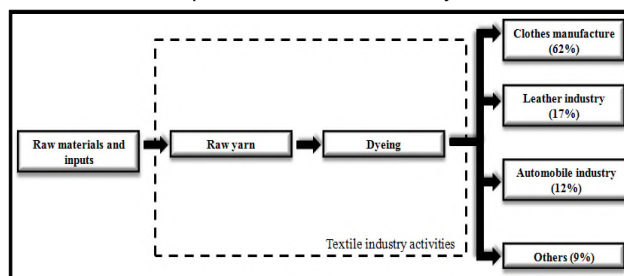 Clothes manufacture
(62%)
Leather industry
(17%)
Raw materials and
inputs
Raw yarn
Dyeing
Automobile industry
(12%)
Textile industry activities
Others (9%)